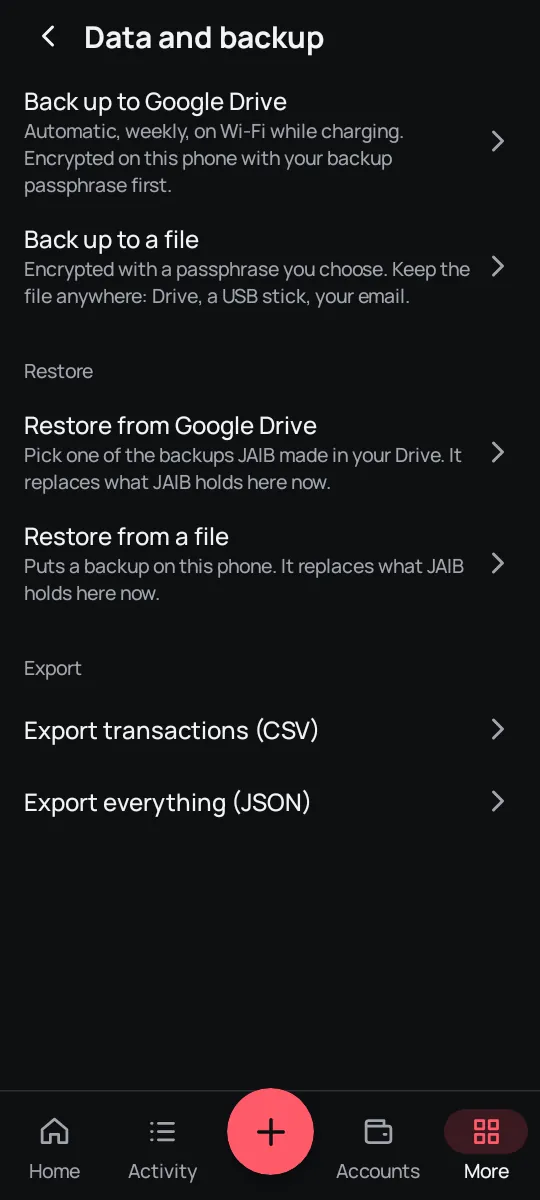 Data and backup
Back up to Google Drive
Automatic, weekly, on Wi-Fi while charging.
Encrypted on this phone with your backup
passphrase first.
Back up to a file
Encrypted with a passphrase you choose. Keep the
file anywhere: Drive, a USB stick, your email.
Restore
Restore from Google Drive
Pick one of the backups JAIB made in your Drive. It
replaces what JAIB holds here now.
Restore from a file
Puts a backup on this phone. It replaces what JAIB
holds here now.
Export
Export transactions (CSV)
Export everything (JSON)
Home
Activity
Accounts
More